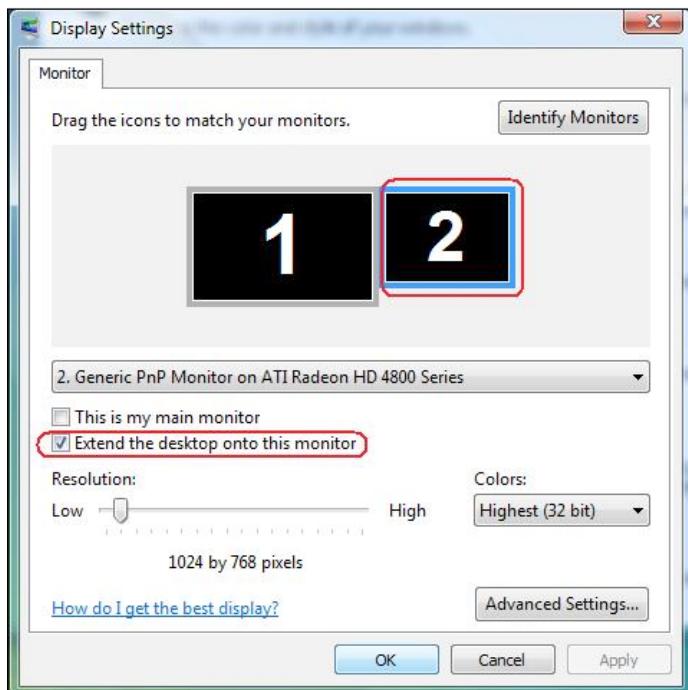 Display Settings
Monitor
Drag the icons to match your monitors.
Identify Monitors
1
2
2. Generic PnP Monitor on ATI Radeon HD 4800 Series
This is my main monitor
Extend the desktop onto this monitor
Resolution:
Colors:
Low
High
Highest (32 bit)
1024 by 768 pixels
How do I get the best display?
Advanced Settings...
OK
Cancel
Apply